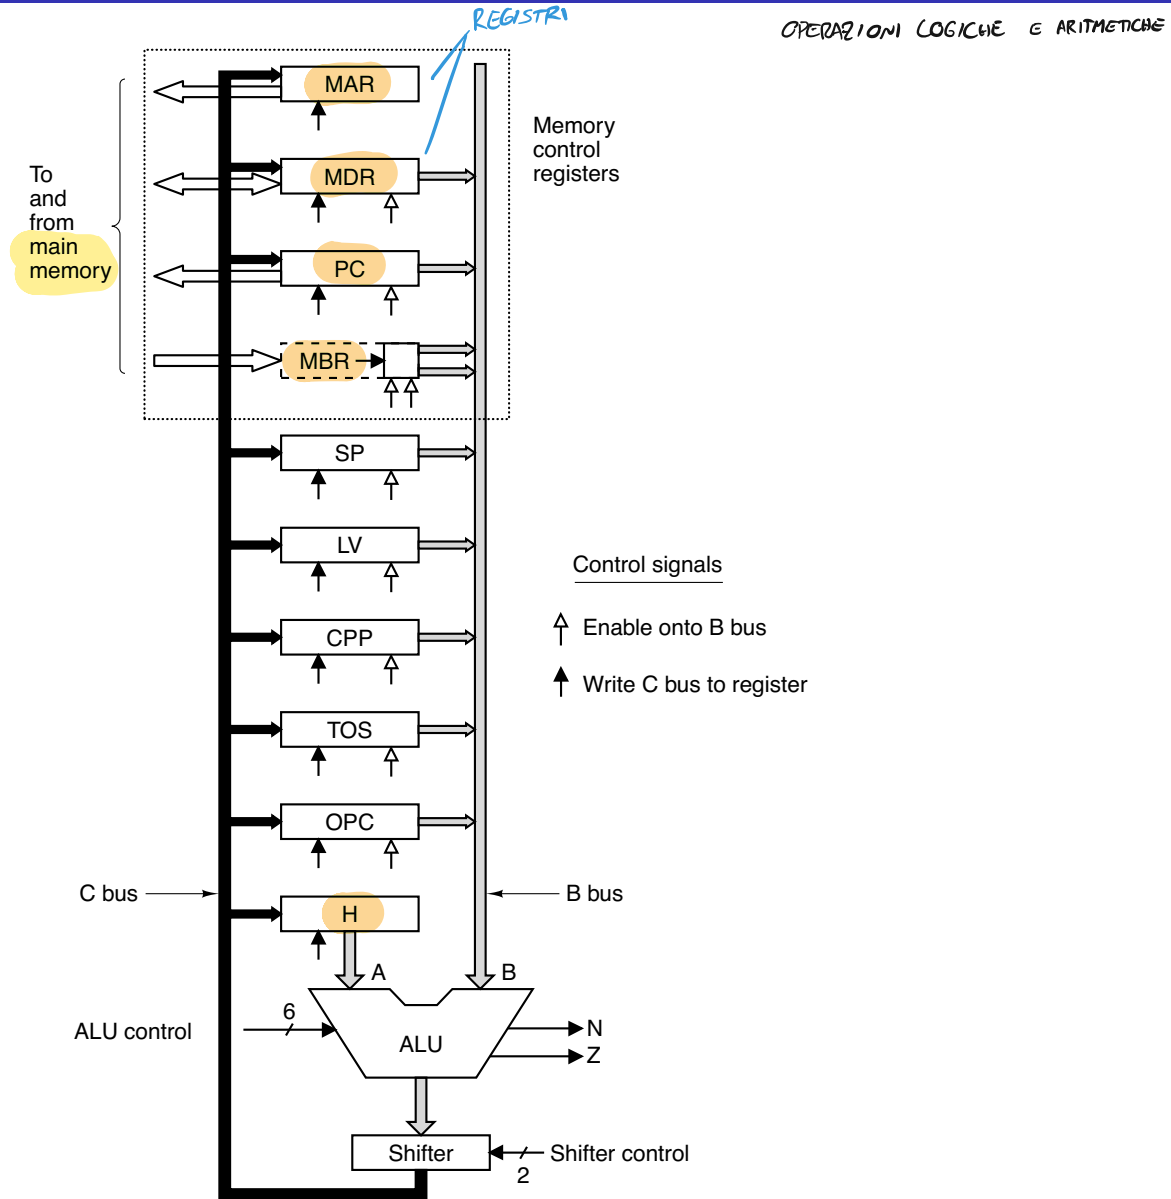 REGISTRI
OPERAZIONI LOGICHE E ARITMETICHE
MAR
Memory
control
registers
To
and
from
main
memory
MDR
PC
MBR
SP
LV
Control signals
Enable onto B bus
CPP
Write C bus to register
TOS
OPC
C bus
B bus
H
A
B
6
ALU control
ALU
N
Z
Shifter
Shifter control
2